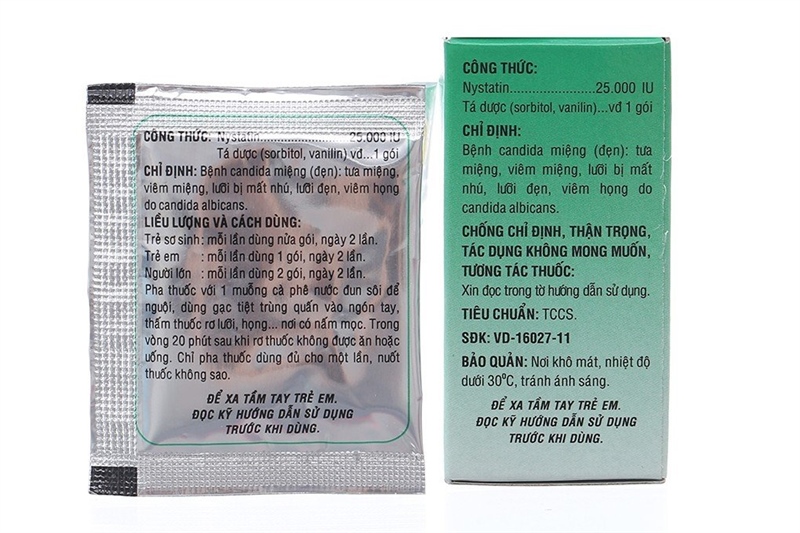 CÔNG THỨC: Nystatin.....................25.000 IU
Tá dược (sorbitol, vanilin) vđ...1 gói
CHỈ ĐỊNH: Bệnh candida miệng (đẹn): tưa
miệng, viêm miệng, lưỡi bị mất nhú, lưỡi đẹn, viêm họng
do candida albicans.
LIỀU LƯỢNG VÀ CÁCH DÙNG:
Trẻ sơ sinh: mỗi lần dùng nửa gói, ngày 2 lần.
Trẻ em : mỗi lần dùng 1 gói, ngày 2 lần.
Người lớn : mỗi lần dùng 2 gói, ngày 2 lần.
Pha thuốc với 1 muỗng cà phê nước đun sôi để
nguội, dùng gạc tiệt trùng quấn vào ngón tay,
thấm thuốc rơ lưỡi, họng... nơi có nấm mọc. Trong
vòng 20 phút sau khi rơ thuốc không được ăn hoặc
uống. Chỉ pha thuốc dùng đủ cho một lần, nuốt
thuốc không sao.
ĐỂ XA TẦM TAY TRẺ EM.
ĐỌC KỸ HƯỚNG DẪN SỬ DỤNG
TRƯỚC KHI DÙNG.
CÔNG THỨC:
Nystatin.....................25.000 IU
Tá dược (sorbitol, vanilin)...vđ 1 gói
CHỈ ĐỊNH:
Bệnh candida miệng (đẹn): tưa
miệng, viêm miệng, lưỡi bị mất
nhú, lưỡi đẹn, viêm họng do
candida albicans.
CHỐNG CHỈ ĐỊNH, THẬN TRỌNG,
TÁC DỤNG KHÔNG MONG MUỐN,
TƯƠNG TÁC THUỐC:
Xin đọc trong tờ hướng dẫn sử dụng.
TIÊU CHUẨN: TCCS.
SĐK: VD-16027-11
BẢO QUẢN: Nơi khô mát, nhiệt độ
dưới 30⁰C, tránh ánh sáng.
ĐỂ XA TẦM TAY TRẺ EM.
ĐỌC KỸ HƯỚNG DẪN SỬ DỤNG
TRƯỚC KHI DÙNG.